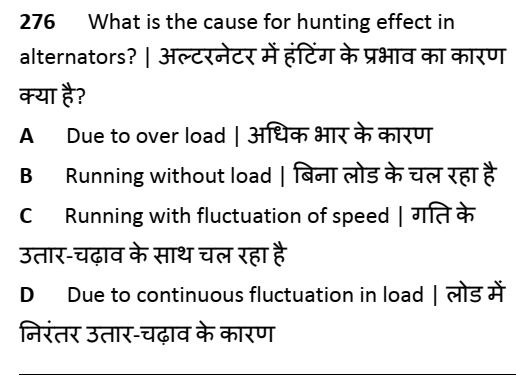 276 What is the cause for hunting effect in
alternators? | अल्टरनेटर में हंटिंग के प्रभाव का कारण
क्या है?
A Due to over load | अधिक भार के कारण
B Running without load | बिना लोड के चल रहा है
C Running with fluctuation of speed | गति के
उतार-चढ़ाव के साथ चल रहा है
D Due to continuous fluctuation in load | लोड में
निरंतर उतार-चढ़ाव के कारण